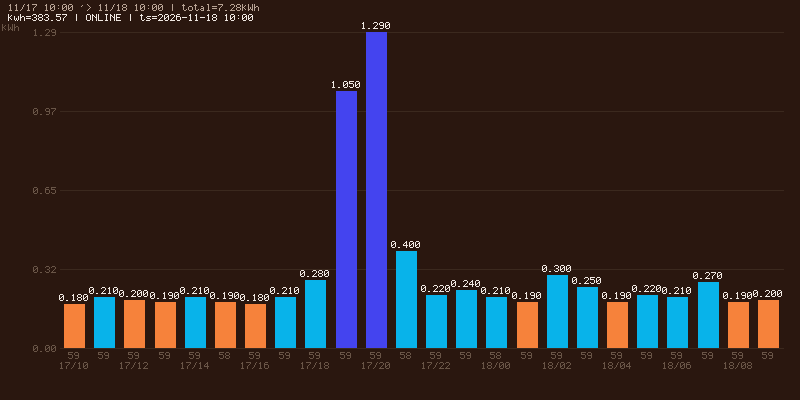 11/17 10:00 -> 11/18 10:00 | total=7.28kWh
Kwh=383.57 | ONLINE | ts=2026-11-18 10:00
kWh
1.29
0.97
0.65
0.32
0.00
0.180 0.210 0.200 0.190 0.210 0.190 0.180 0.210 0.280 1.050 1.290 0.400 0.220 0.240 0.210 0.190 0.300 0.250 0.190 0.220 0.210 0.270 0.190 0.200
59 59 59 59 59 58 59 59 59 59 59 58 59 59 59 59 59 59 59 59 59 59 59 59
17/10 17/12 17/14 17/16 17/18 17/20 17/22 18/00 18/02 18/04 18/06 18/08